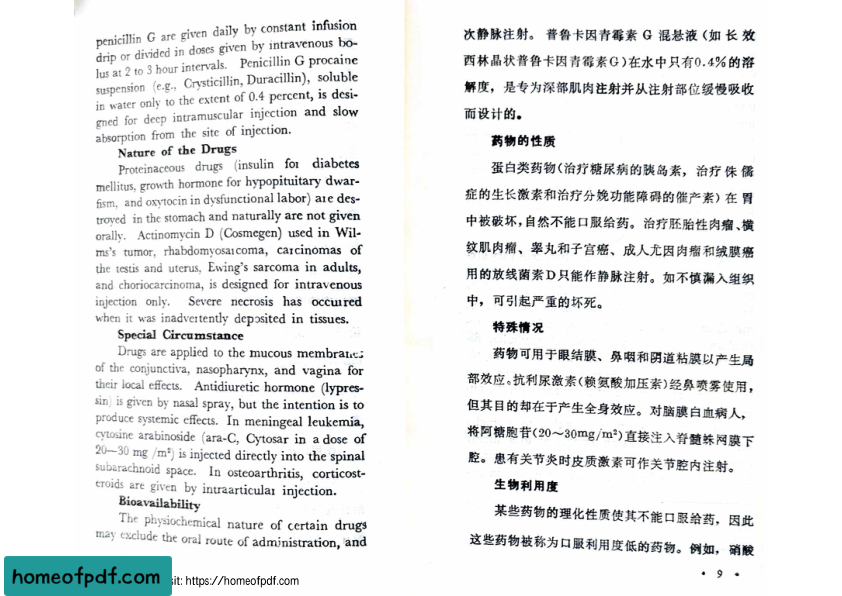 penicillin G are given daily by constant infusion
drip or divided in doses given by intravenous bo-
lus at 2 to 3 hour intervals. Penicillin G procaine
suspension (e.g., Crysticillin, Duracillin), soluble
in water only to the extent of 0.4 percent, is desi-
gned for deep intramuscular injection and slow
absorption from the site of injection.
Nature of the Drugs
Proteinaceous drugs (insulin for diabetes
mellitus, growth hormone for hypopituitary dwar-
fism, and oxytocin in dysfunctional labor) are des-
troyed in the stomach and naturally are not given
orally. Actinomycin D (Cosmegen) used in Wil-
ms's tumor, rhabdomyosarcoma, carcinomas of
the testis and uterus, Ewing's sarcoma in adults,
and choriocarcinoma, is designed for intravenous
injection only. Severe necrosis has occurred
when it was inadvertently deposited in tissues.
Special Circumstance
Drugs are applied to the mucous membranes
of the conjunctiva, nasopharynx, and vagina for
their local effects. Antidiuretic hormone (lypres-
sin) is given by nasal spray, but the intention is to
produce systemic effects. In meningeal leukemia,
cytosine arabinoside (ara-C, Cytosar in a dose of
20—30 mg /m²) is injected directly into the spinal
subarachnoid space. In osteoarthritis, corticost-
eroids are given by intraarticular injection.
Bioavailability
The physiochemical nature of certain drugs
may exclude the oral route of administration, and
次静脉注射。 普鲁卡因青霉素 G 混悬液（如 长 效
西林晶状普鲁卡因青霉素G）在水中只有0.4%的溶
解度，是专为深部肌肉注射并从注射部位缓慢吸收
而设计的。
药物的性质
蛋白类药物（治疗糖尿病的胰岛素，治疗 侏 儒
症的生长激素和治疗分娩功能障碍的催产素）在 胃
中被破坏，自然不能口服给药。治疗胚胎性肉瘤、横
纹肌肉瘤、睾丸和子宫癌、成人尤因肉瘤和绒膜癌
用的放线菌素D只能作静脉注射。如不慎漏入组织
中，可引起严重的坏死。
特殊情况
药物可用于眼结膜、鼻咽和阴道粘膜以产生局
部效应。抗利尿激素（赖氨酸加压素）经鼻喷雾使用，
但其目的却在于产生全身效应。对脑膜白血病人，
将阿糖胞苷（20～30mg/m²）直接注入脊髓蛛网膜下
腔。患有关节炎时皮质激素可作关节腔内注射。
生物利用度
某些药物的理化性质使其不能口服给药，因此
这些药物被称为口服利用度低的药物。例如，硝酸
• 9 •
homeofpdf.com
sit: https://homeofpdf.com